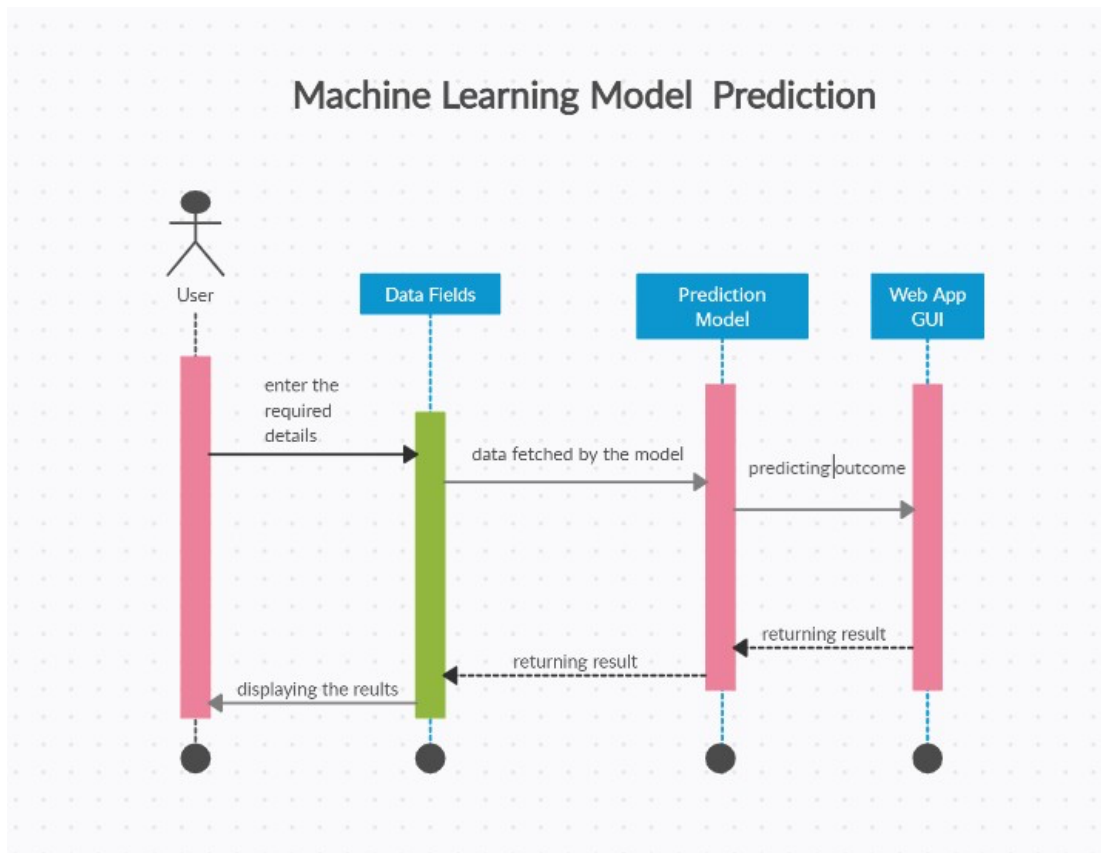 Machine Learning Model Prediction
User
Data Fields
Prediction
Model
Web App
GUI
enter the
required
details
data fetched by the model
predicting outcome
returning result
returning result
displaying the reults